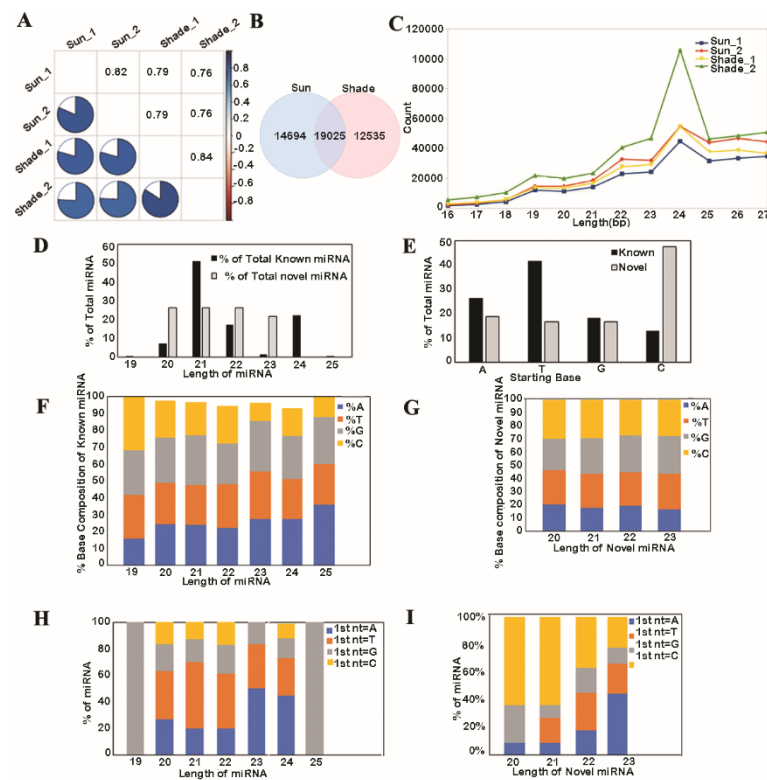 A
Sun_1
Sun_2
Shade_1
Shade_2
Sun_1
0.82
0.79
0.76
Sun_2
0.79
0.76
Shade_1
0.84
Shade_2
0.8
0.6
0.4
0.2
0
-0.2
-0.4
-0.6
-0.8
B
Sun
Shade
14694
19025
12535
C
120000
100000
80000
60000
40000
20000
0
Count
Sun_1
Sun_2
Shade_1
Shade_2
16 17 18 19 20 21 22 23 24 25 26 27
Length(bp)
D
% of Total miRNA
60
50
40
30
20
10
0
% of Total Known miRNA
% of Total novel miRNA
19 20 21 22 23 24 25
Length of miRNA
E
% of Total miRNA
60
50
40
30
20
10
0
Known
Novel
A T G C
Starting Base
F
% Base Composition of Known miRNA
100
90
80
70
60
50
40
30
20
10
0
%A
%T
%G
%C
19 20 21 22 23 24 25
Length of miRNA
G
% Base composition of Novel miRNA
100
90
80
70
60
50
40
30
20
10
0
%A
%T
%G
%C
20 21 22 23
Length of Novel miRNA
H
% of miRNA
100
80
60
40
20
0
1st nt=A
1st nt=T
1st nt=G
1st nt=C
19 20 21 22 23 24 25
Length of miRNA
I
% of miRNA
100%
80%
60%
40%
20%
0%
1st nt=A
1st nt=T
1st nt=G
1st nt=C
20 21 22 23
Length of Novel miRNA